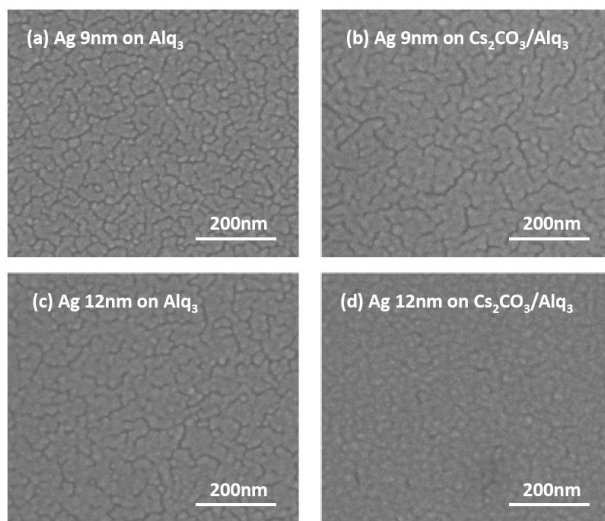 (a) Ag 9nm on Alq₃
(b) Ag 9nm on Cs₂CO₃/Alq₃
200nm
200nm
(c) Ag 12nm on Alq₃
(d) Ag 12nm on Cs₂CO₃/Alq₃
200nm
200nm